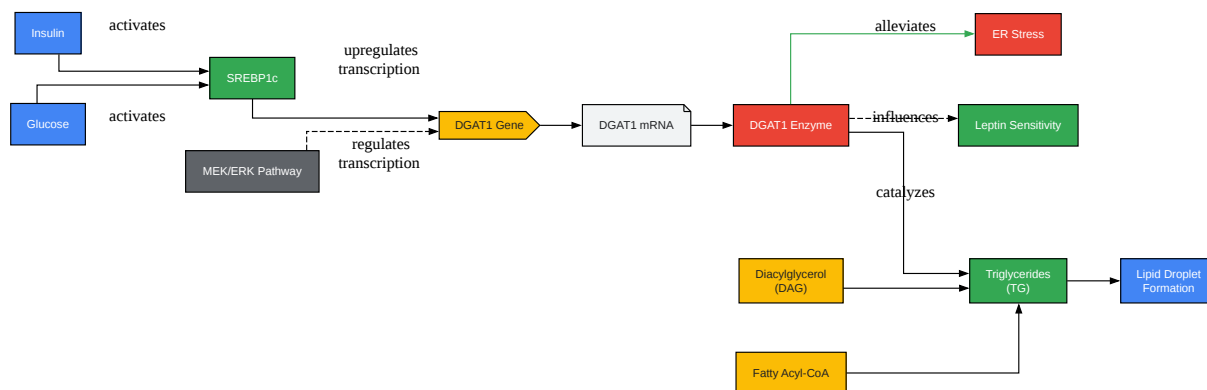 Insulin
activates
SREBP1c
Glucose
activates
upregulates
transcription
DGAT1 Gene
MEK/ERK Pathway
regulates
transcription
DGAT1 mRNA
DGAT1 Enzyme
alleviates
ER Stress
influences
Leptin Sensitivity
catalyzes
Diacylglycerol
(DAG)
Triglycerides
(TG)
Lipid Droplet
Formation
Fatty Acyl-CoA